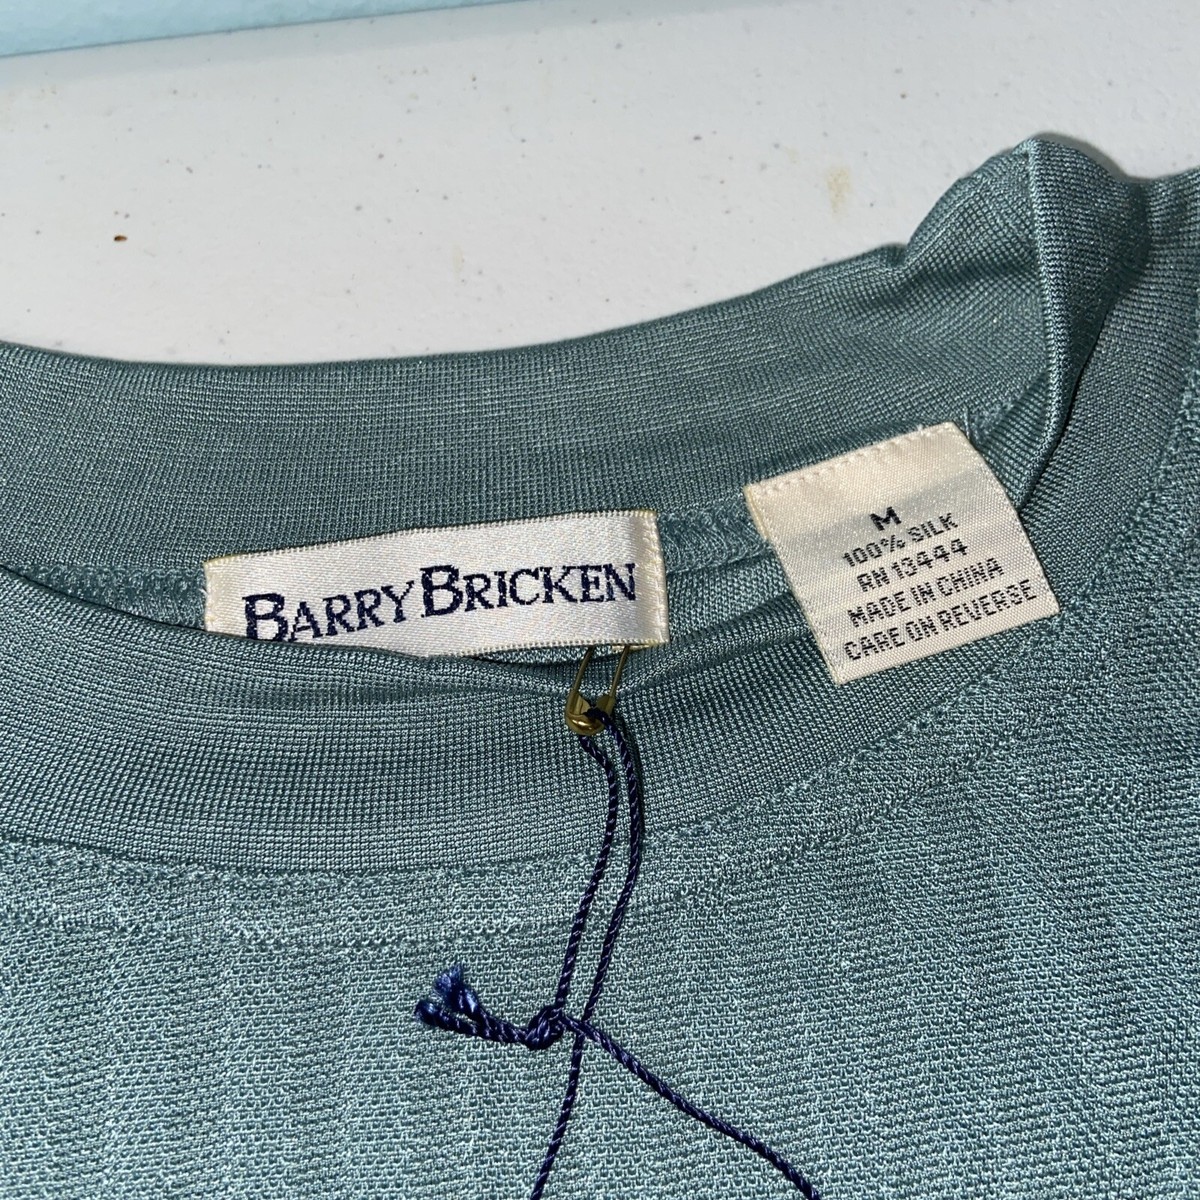 BARRY BRICKEN
M
100% SILK
RN 13444
MADE IN CHINA
CARE ON REVERSE